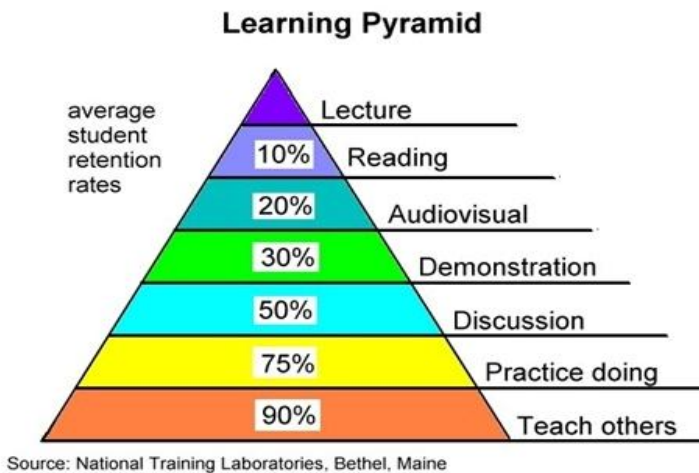 Learning Pyramid
average
student
retention
rates
Lecture
10% Reading
20% Audiovisual
30% Demonstration
50% Discussion
75% Practice doing
90% Teach others
Source: National Training Laboratories, Bethel, Maine